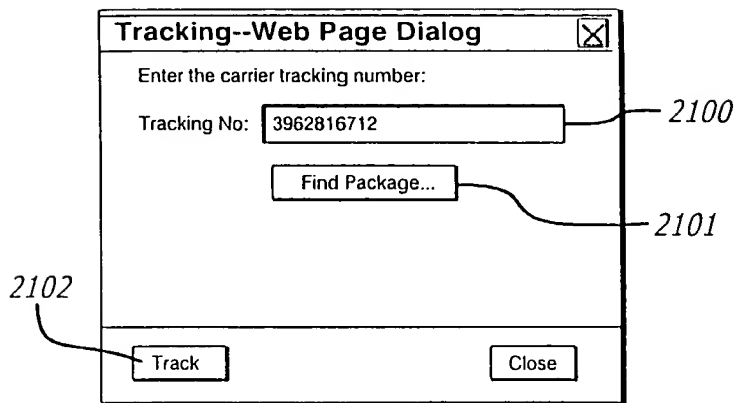 Tracking--Web Page Dialog
Enter the carrier tracking number:
Tracking No: 3962816712
2100
Find Package...
2101
2102
Track Close